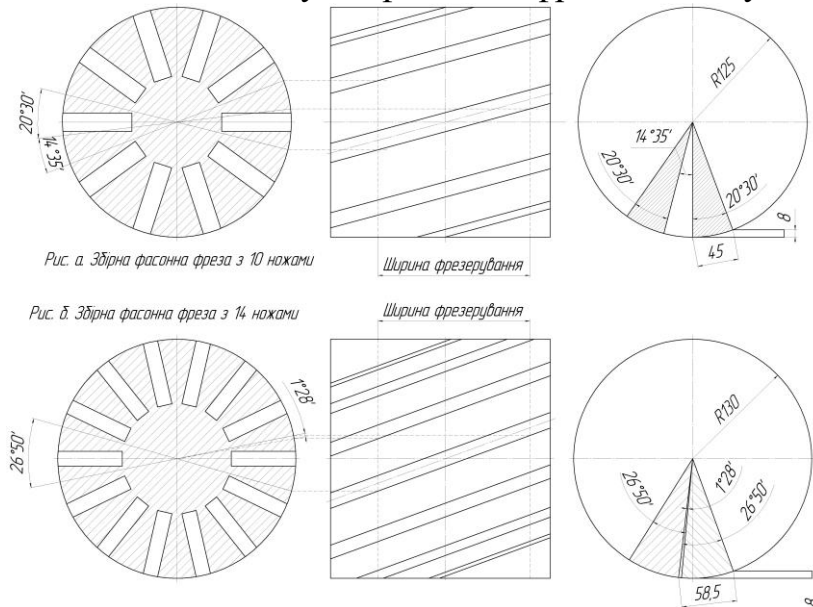 20°30'
14°35'
R125
14°35'
20°30'
20°30'
8
45
Рис. а. Збірна фасонна фреза з 10 ножами
Ширина фрезерування
Рис. б. Збірна фасонна фреза з 14 ножами
Ширина фрезерування
1°28'
26°50'
R130
26°50'
1°28'
26°50'
58,5
8